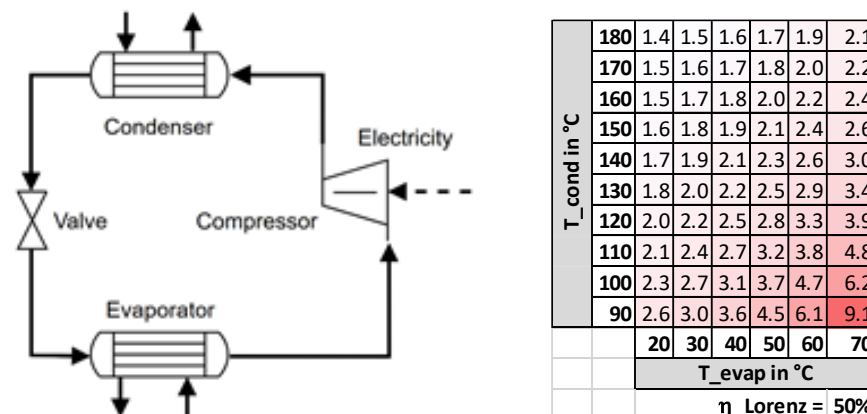 Condenser
Electricity
Valve
Compressor
Evaporator
T_cond in °C
180 1.4 1.5 1.6 1.7 1.9 2.1
170 1.5 1.6 1.7 1.8 2.0 2.2
160 1.5 1.7 1.8 2.0 2.2 2.4
150 1.6 1.8 1.9 2.1 2.4 2.6
140 1.7 1.9 2.1 2.3 2.6 3.0
130 1.8 2.0 2.2 2.5 2.9 3.4
120 2.0 2.2 2.5 2.8 3.3 3.9
110 2.1 2.4 2.7 3.2 3.8 4.8
100 2.3 2.7 3.1 3.7 4.7 6.2
90 2.6 3.0 3.6 4.5 6.1 9.1
20 30 40 50 60 70
T_evap in °C
η_Lorenz = 50%